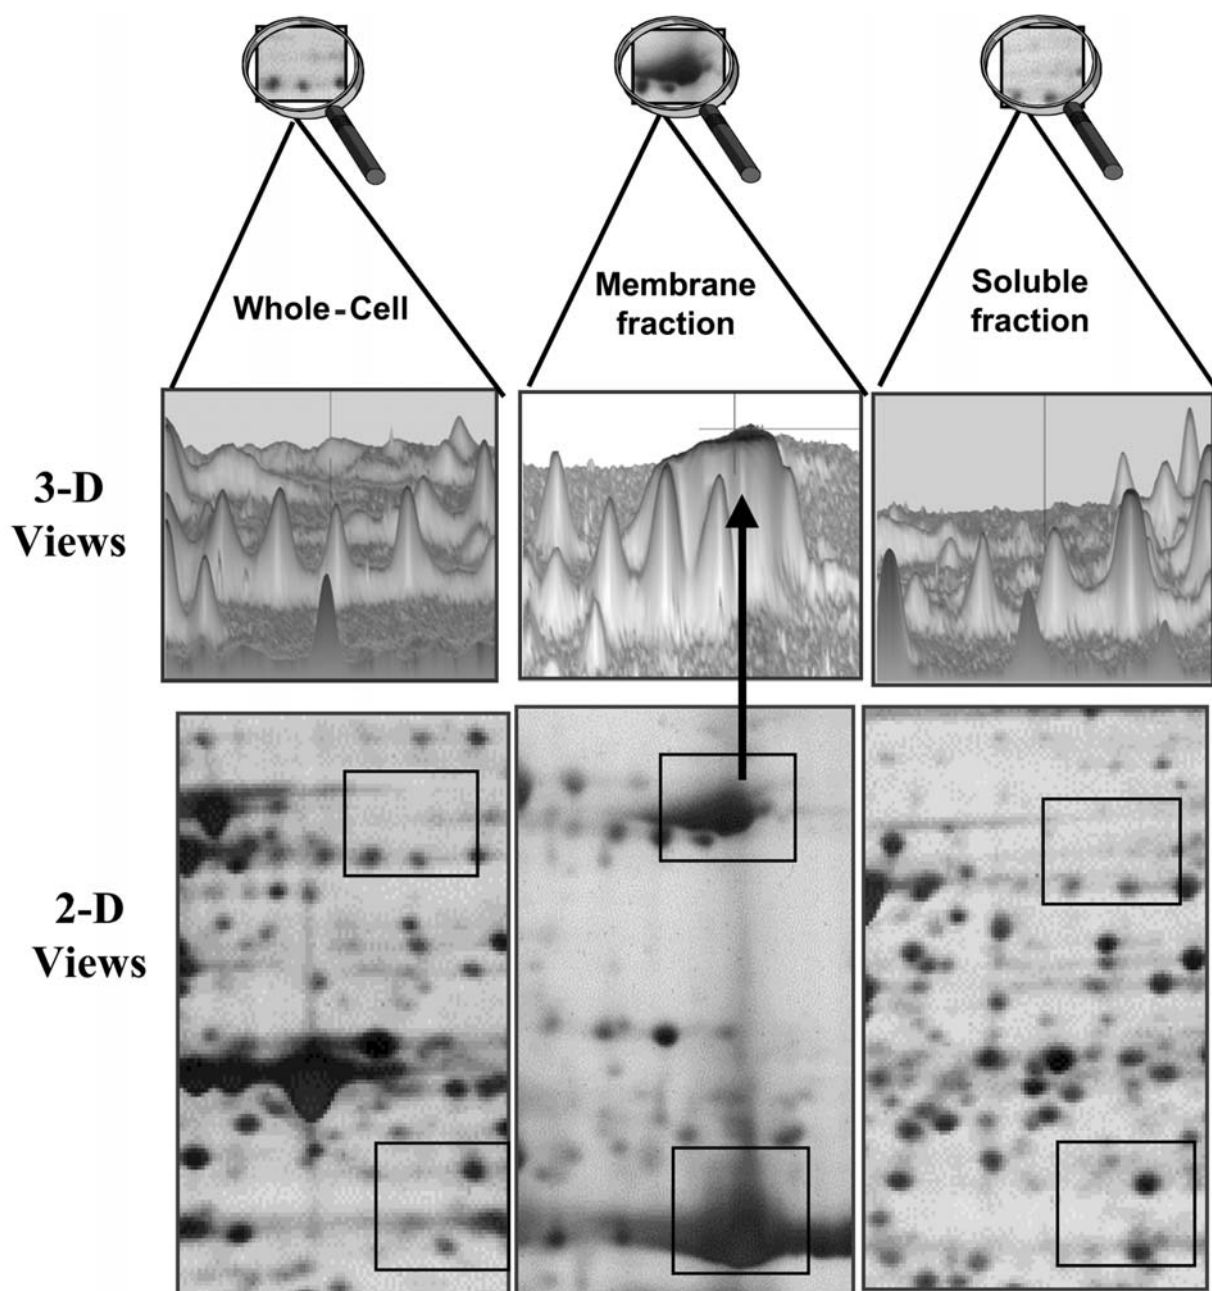 Whole-Cell
Membrane
fraction
Soluble
fraction
3-D
Views
2-D
Views